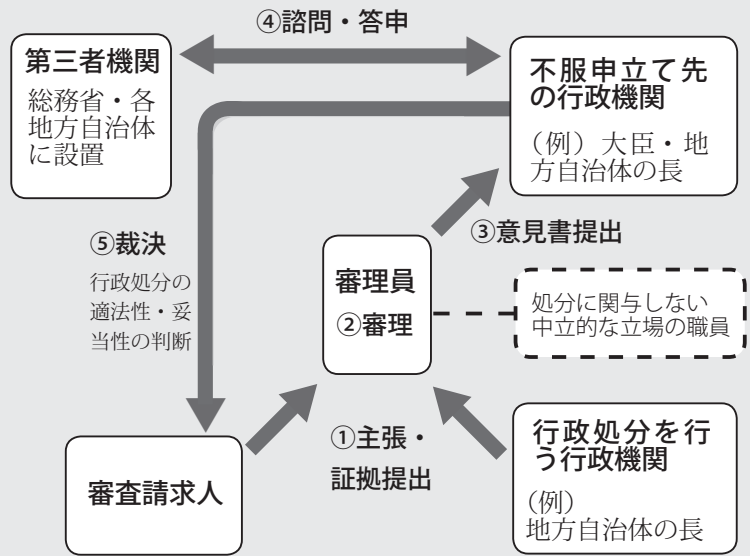 ④諮問・答申
第三者機関
総務省・各
地方自治体
に設置
不服申立て先
の行政機関
(例)大臣・地
方自治体の長
⑤裁決
行政処分の
適法性・妥
当性の判断
③意見書提出
審理員
②審理
処分に関与しない
中立的な立場の職員
①主張・
証拠提出
審査請求人
行政処分を行
う行政機関
(例)
地方自治体の長